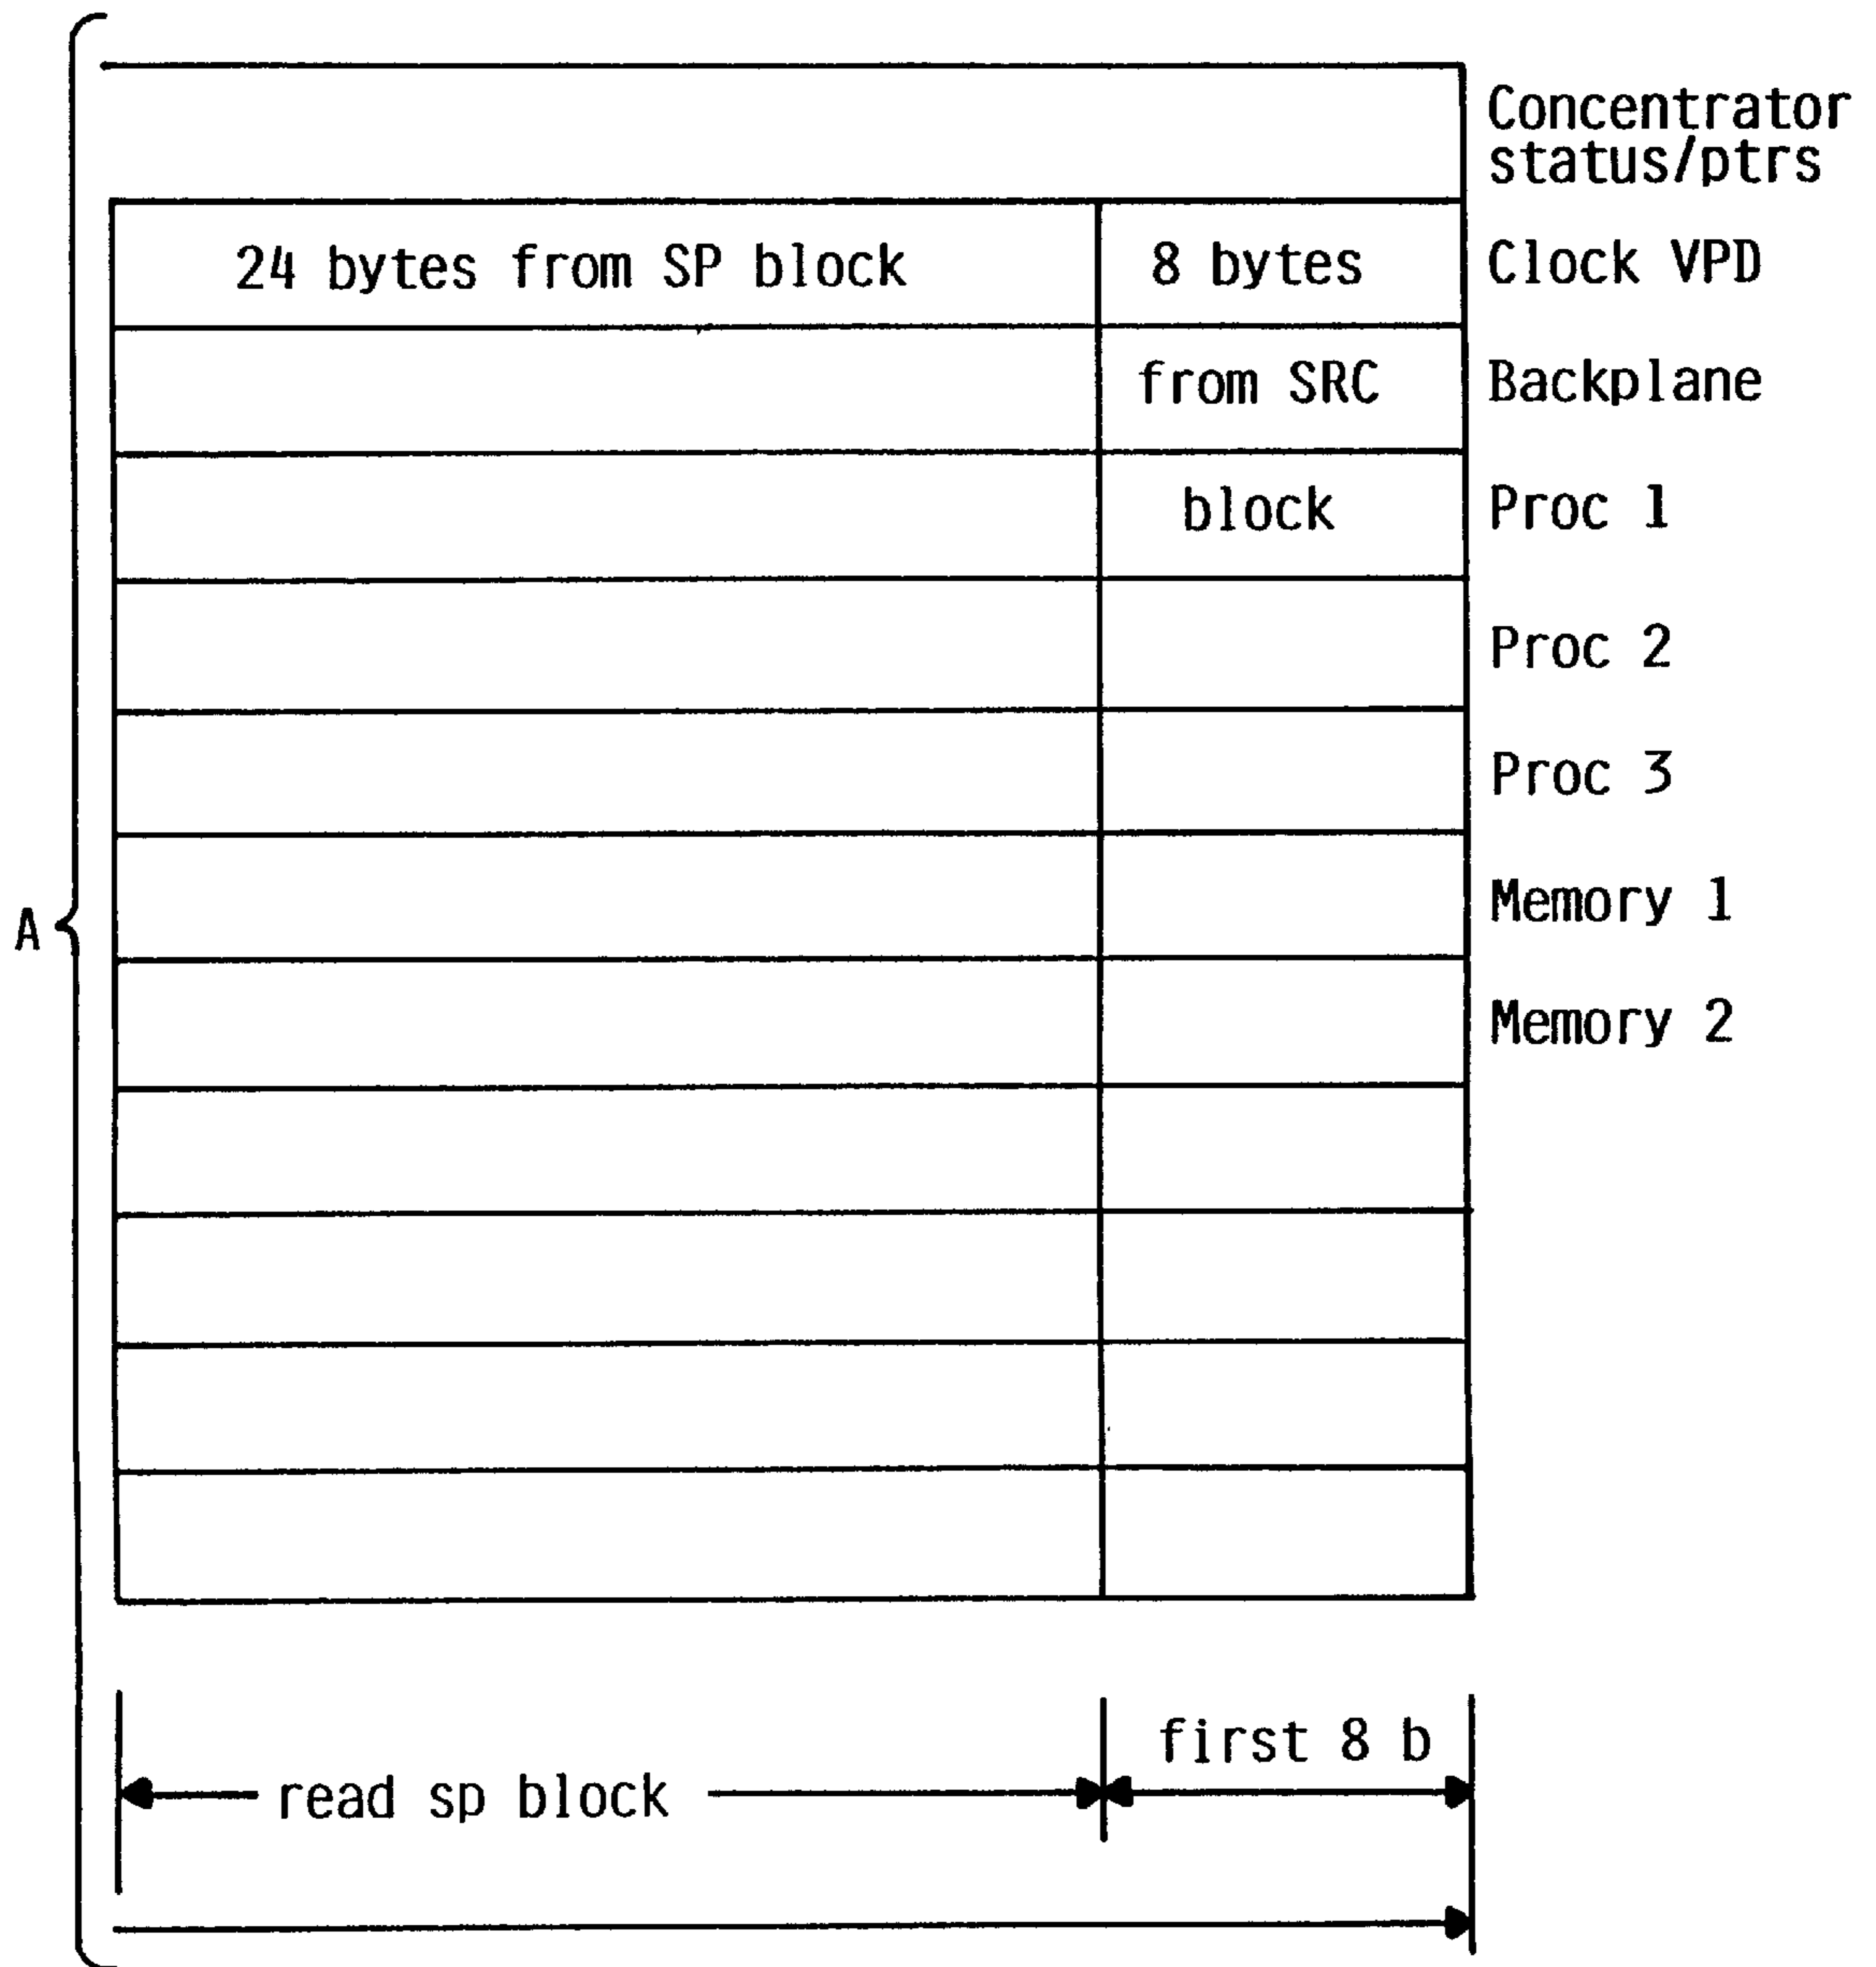 Concentrator
status/ptrs
24 bytes from SP block 8 bytes Clock VPD
from SRC Backplane
block Proc 1
Proc 2
Proc 3
Memory 1
A
Memory 2
first 8 b
read sp block